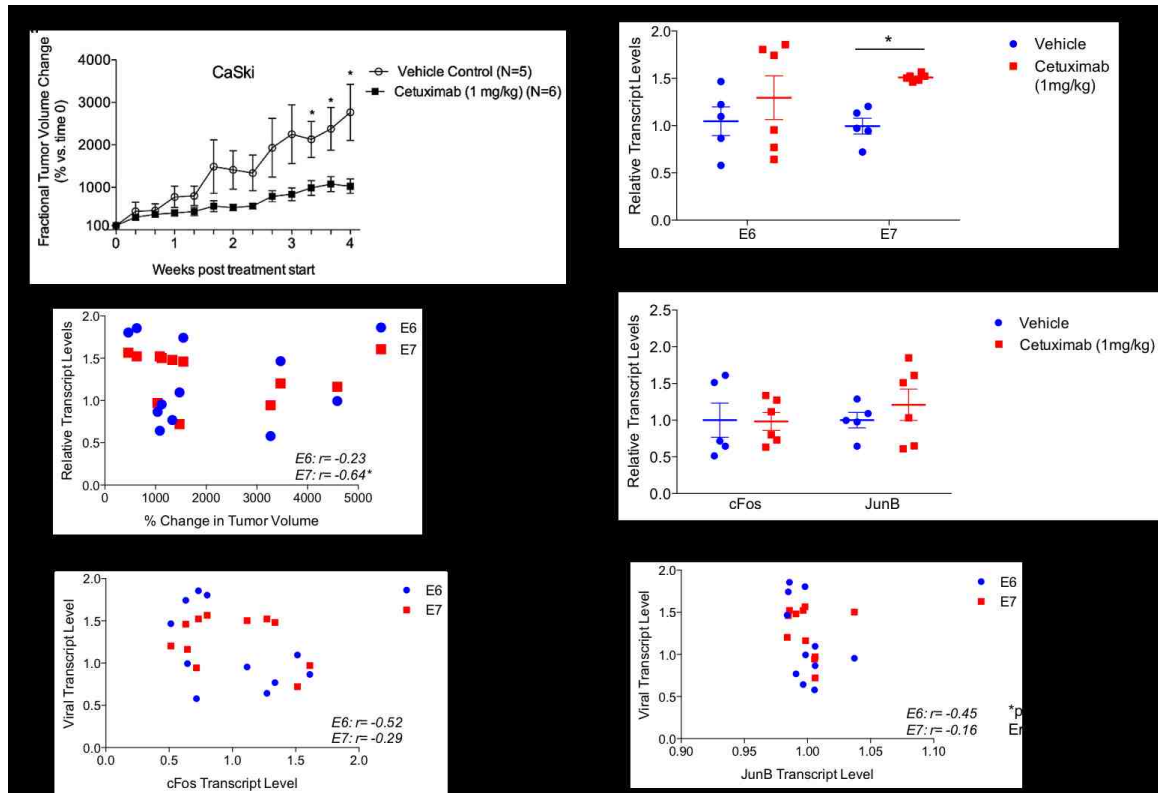 CaSki
Vehicle Control (N=5)
Cetuximab (1 mg/kg) (N=6)
Fractional Tumor Volume Change
(% vs. time 0)
4000
3000
2000
1000
100
* * *
0 1 2 3 4
Weeks post treatment start
Vehicle
Cetuximab
(1mg/kg)
*
Relative Transcript Levels
2.0
1.5
1.0
0.5
0.0
E6 E7
E6
E7
Relative Transcript Levels
2.0
1.5
1.0
0.5
0.0
E6: r= -0.23
E7: r= -0.64*
0 1000 2000 3000 4000 5000
% Change in Tumor Volume
Vehicle
Cetuximab (1mg/kg)
Relative Transcript Levels
2.5
2.0
1.5
1.0
0.5
0.0
cFos JunB
E6
E7
Viral Transcript Level
2.0
1.5
1.0
0.5
0.0
E6: r= -0.52
E7: r= -0.29
0.0 0.5 1.0 1.5 2.0
cFos Transcript Level
E6
E7
Viral Transcript Level
2.0
1.5
1.0
0.5
0.0
E6: r= -0.45
E7: r= -0.16
*p
Er
0.90 0.95 1.00 1.05 1.10
JunB Transcript Level